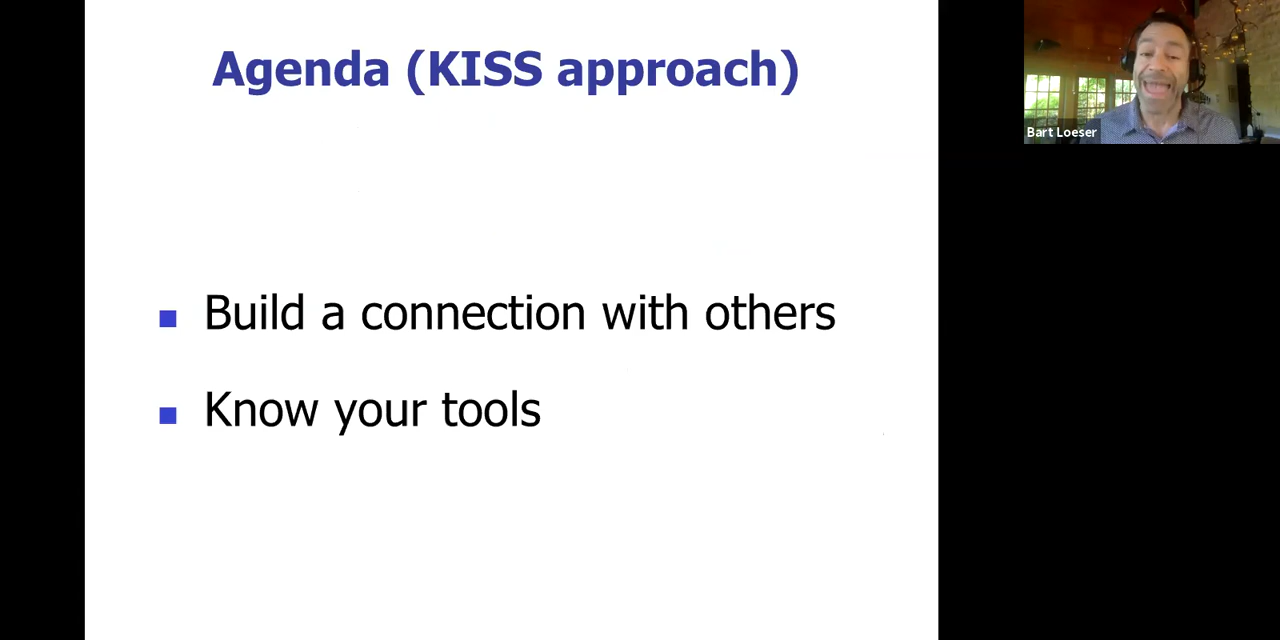 Agenda (KISS approach)
Build a connection with others
Know your tools
Bart Loeser